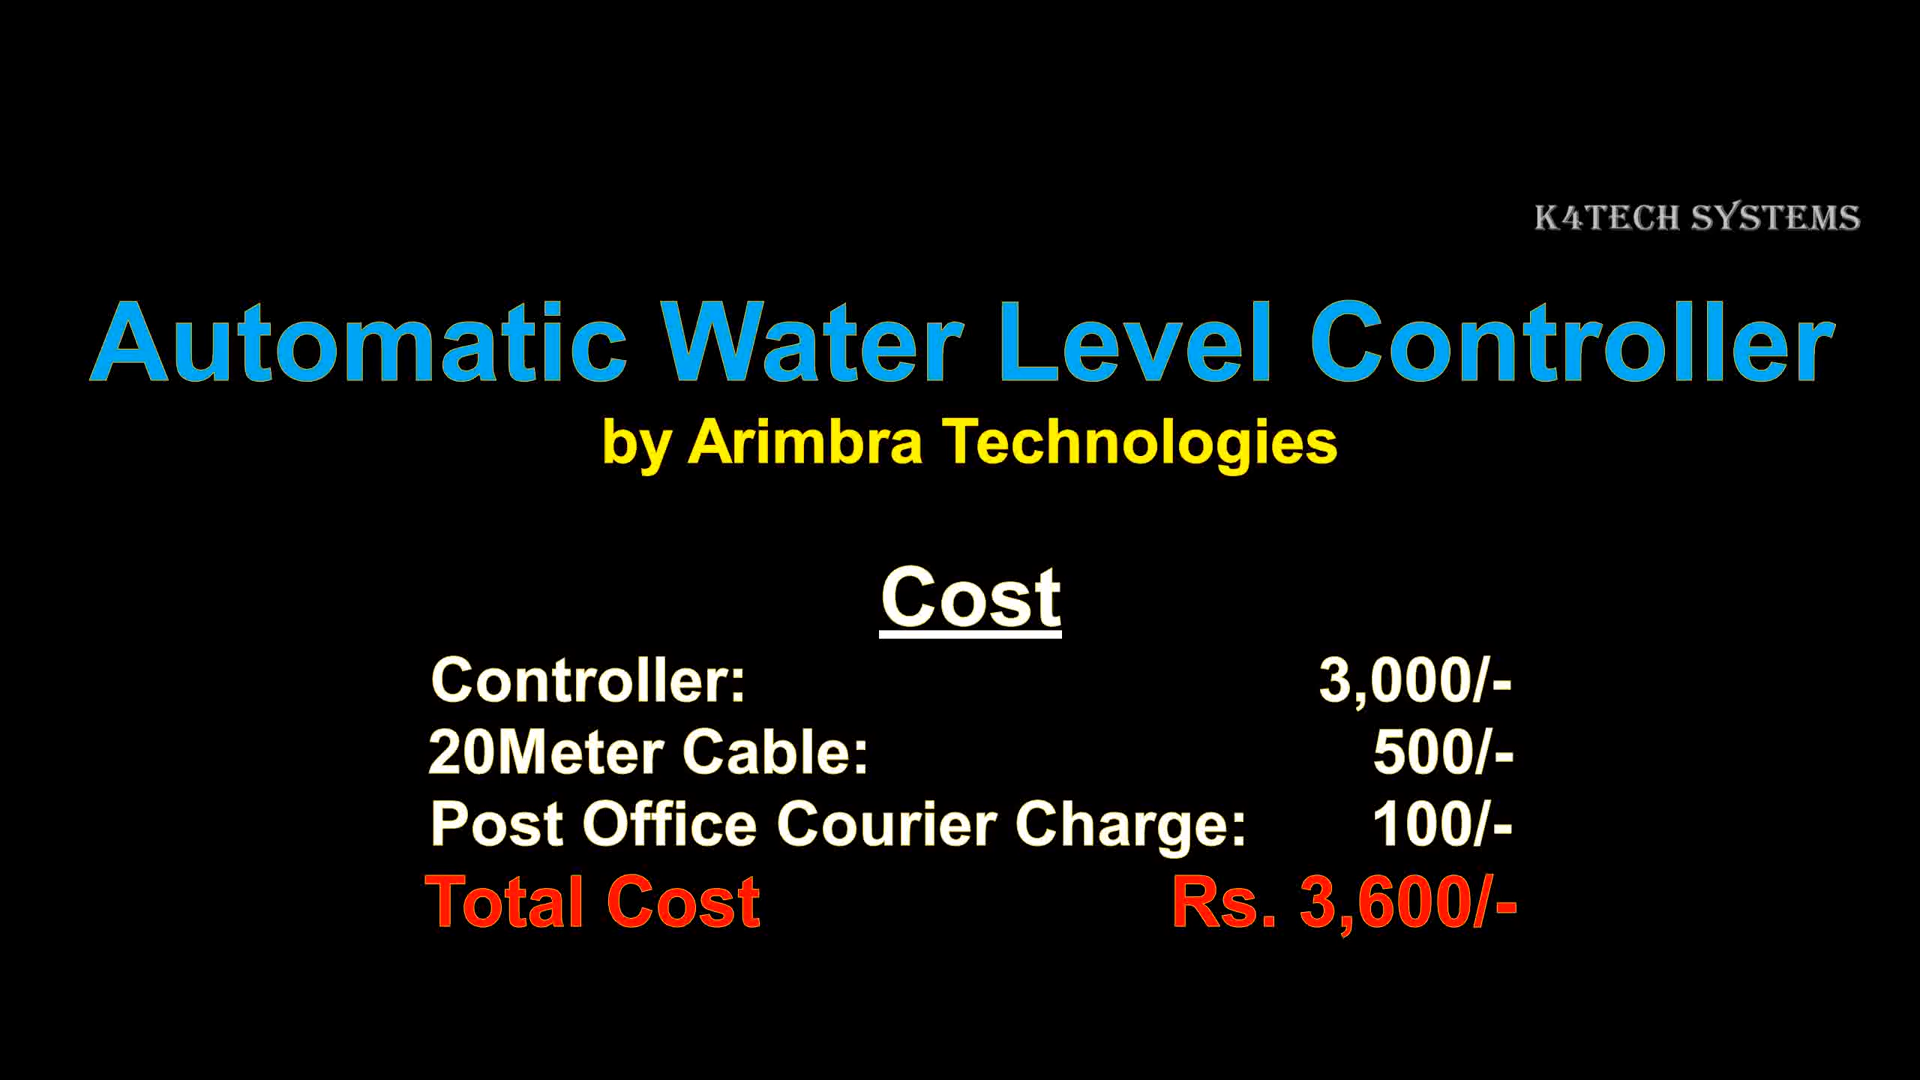 K4TECH SYSTEMS
Automatic Water Level Controller
by Arimbra Technologies
Cost
Controller: 3,000/-
20Meter Cable: 500/-
Post Office Courier Charge: 100/-
Total Cost Rs. 3,600/-